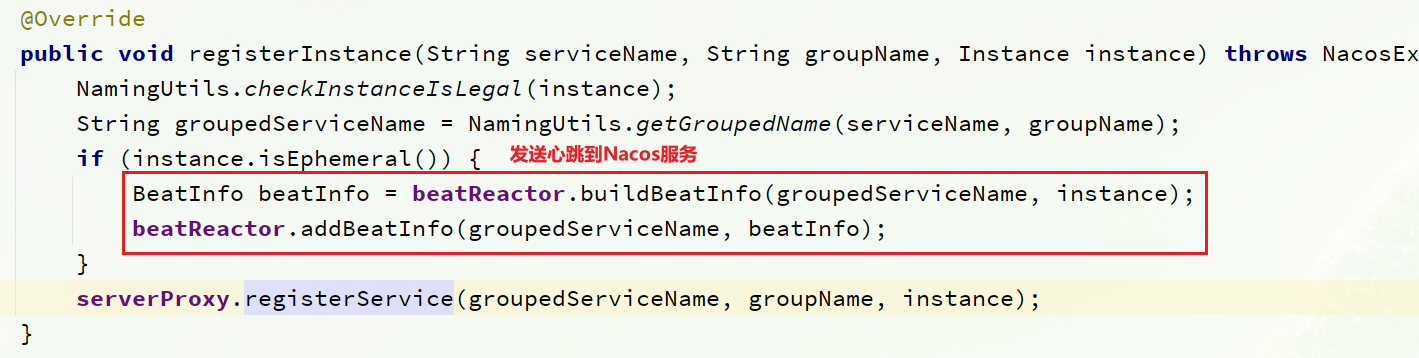 @Override
public void registerInstance(String serviceName, String groupName, Instance instance) throws NacosEx
NamingUtils.checkInstanceIsLegal(instance);
String groupedServiceName = NamingUtils.getGroupedName(serviceName, groupName);
if (instance.isEphemeral()) { 发送心跳到Nacos服务
BeatInfo beatInfo = beatReactor.buildBeatInfo(groupedServiceName, instance);
beatReactor.addBeatInfo(groupedServiceName, beatInfo);
}
serverProxy.registerService(groupedServiceName, groupName, instance);
}